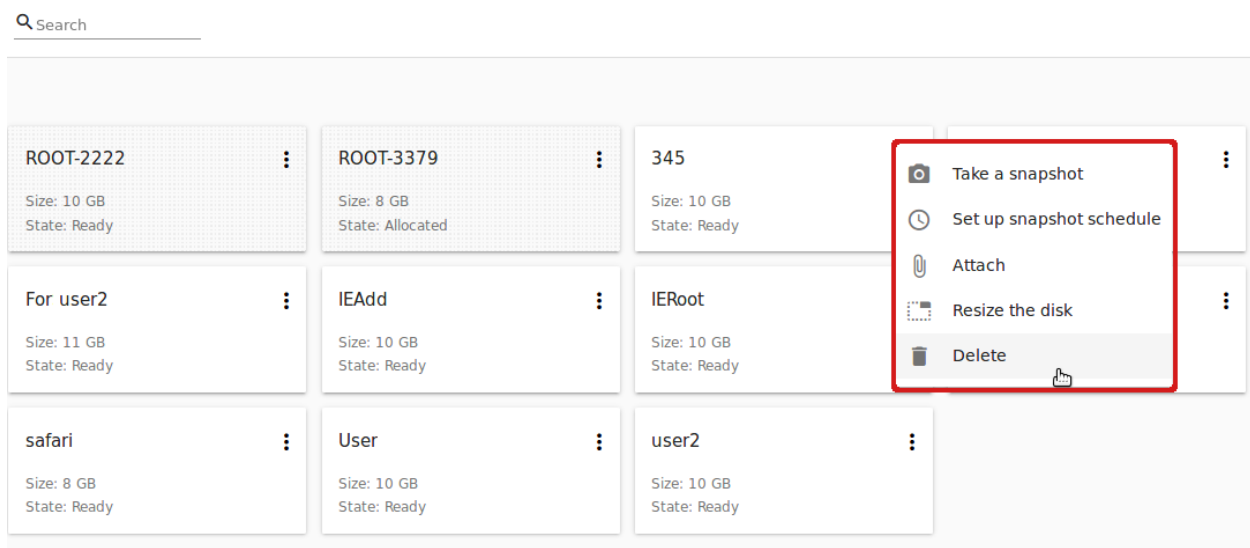 Search
ROOT-2222
Size: 10 GB
State: Ready
ROOT-3379
Size: 8 GB
State: Allocated
345
Size: 10 GB
State: Ready
Take a snapshot
Set up snapshot schedule
Attach
Resize the disk
Delete
For user2
Size: 11 GB
State: Ready
IEAdd
Size: 10 GB
State: Ready
IERoot
Size: 10 GB
State: Ready
safari
Size: 8 GB
State: Ready
User
Size: 10 GB
State: Ready
user2
Size: 10 GB
State: Ready